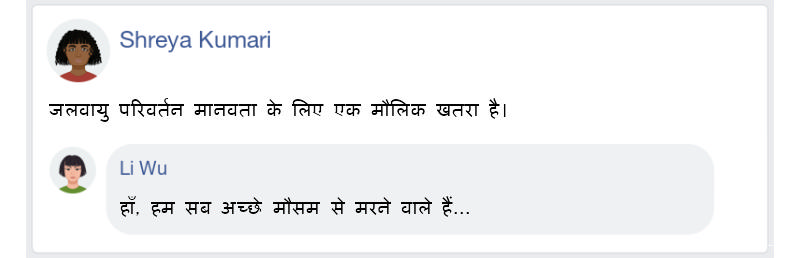 Shreya Kumari
जलवायु परिवर्तन मानवता के लिए एक मौलिक खतरा है।
Li Wu
हाँ, हम सब अच्छे मौसम से मरने वाले हैं...